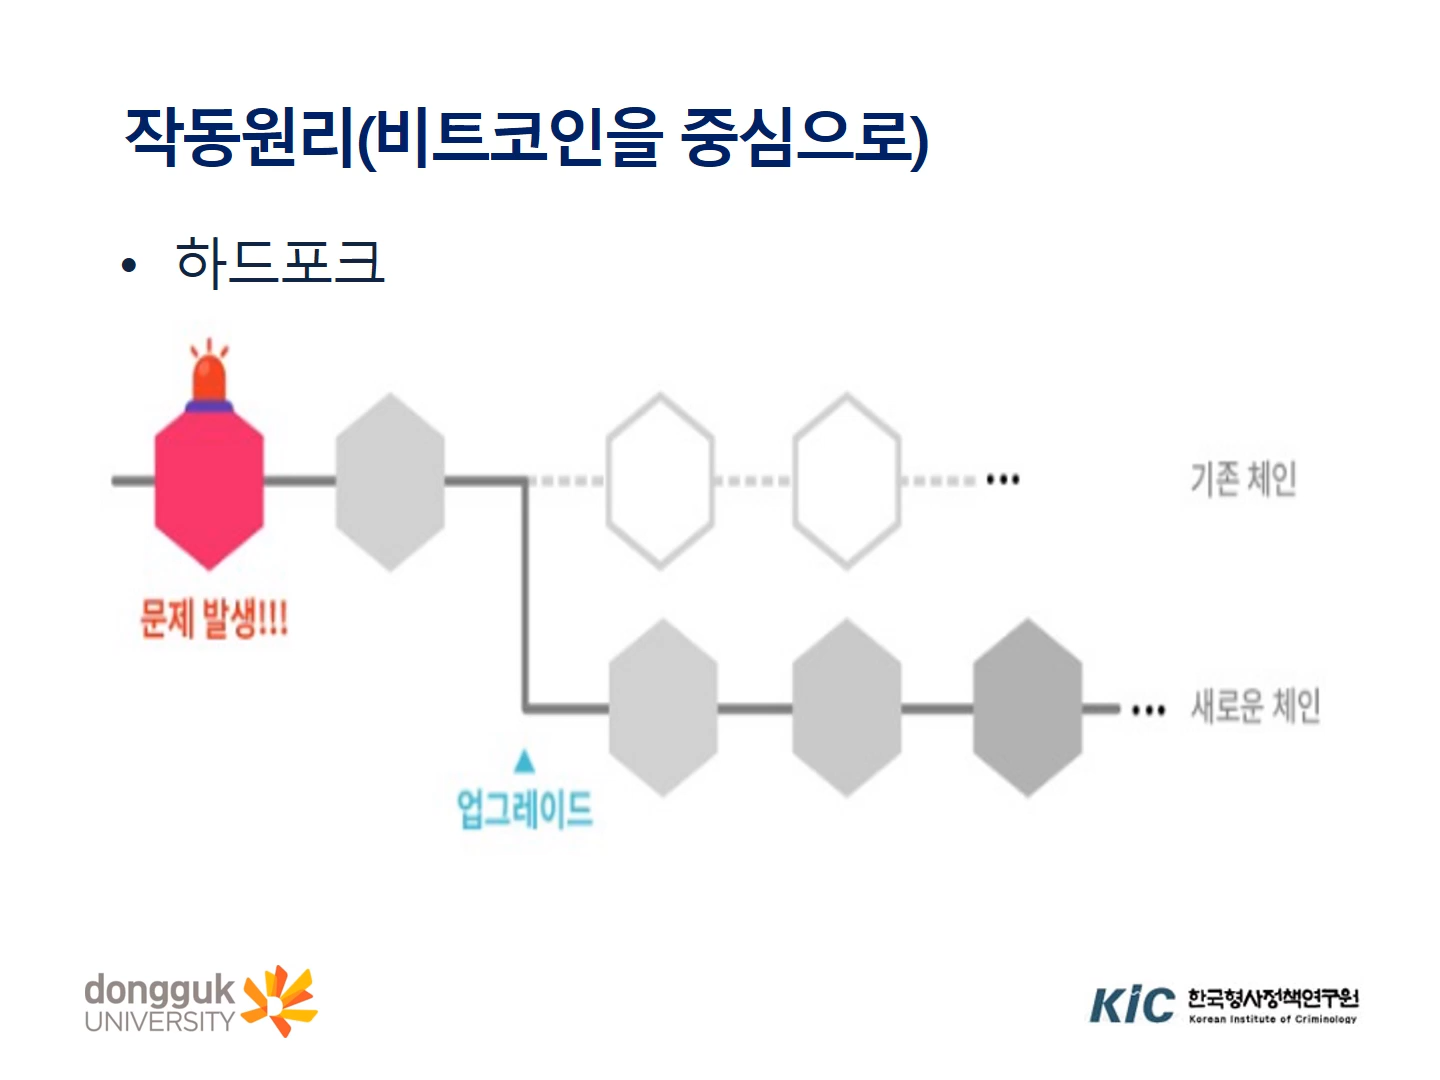 작동원리(비트코인을 중심으로)
• 하드포크
기존 체인
문제 발생!!!
새로운 체인
업그레이드
dongguk
UNIVERSITY
KiC 한국형사정책연구원
Korean Institute of Criminology